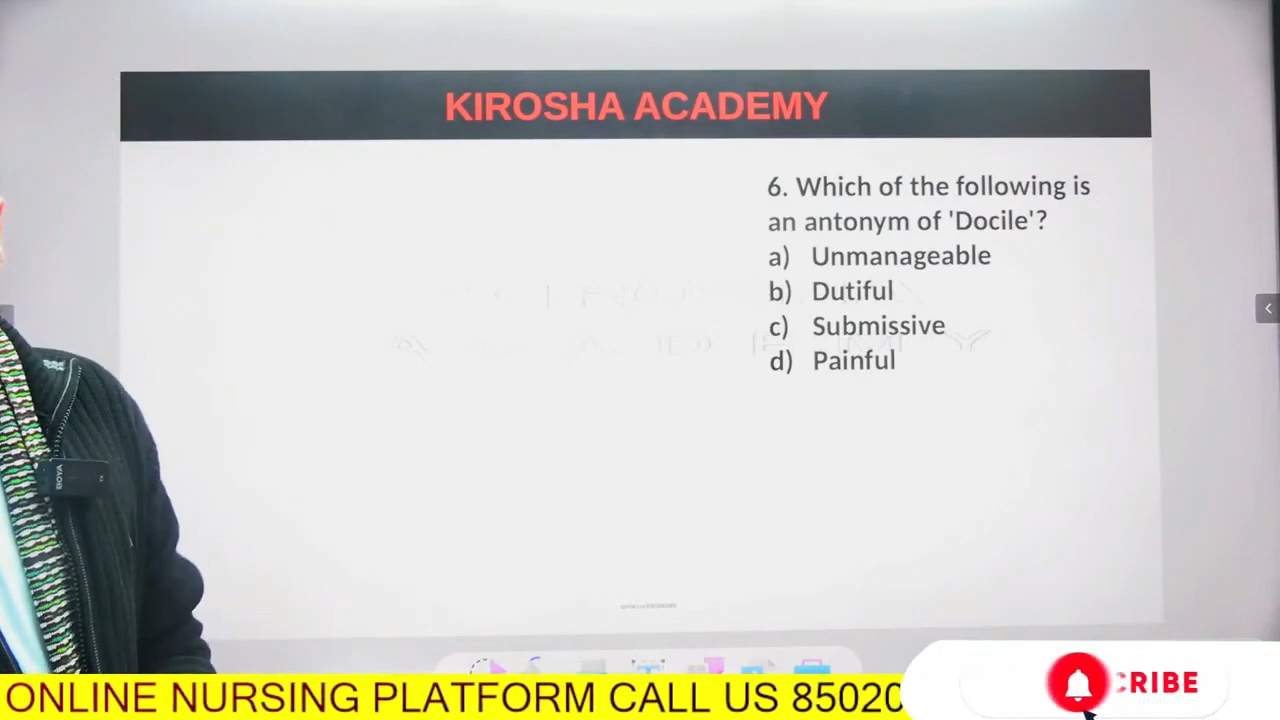 KIROSHA ACADEMY
6. Which of the following is
an antonym of 'Docile'?
a) Unmanageable
b) Dutiful
c) Submissive
d) Painful
BOYA
ONLINE NURSING PLATFORM CALL US 85020
CRIBE